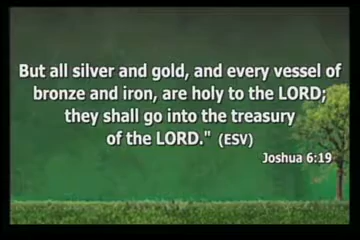 But all silver and gold, and every vessel of
bronze and iron, are holy to the LORD;
they shall go into the treasury
of the LORD." (ESV)
Joshua 6:19